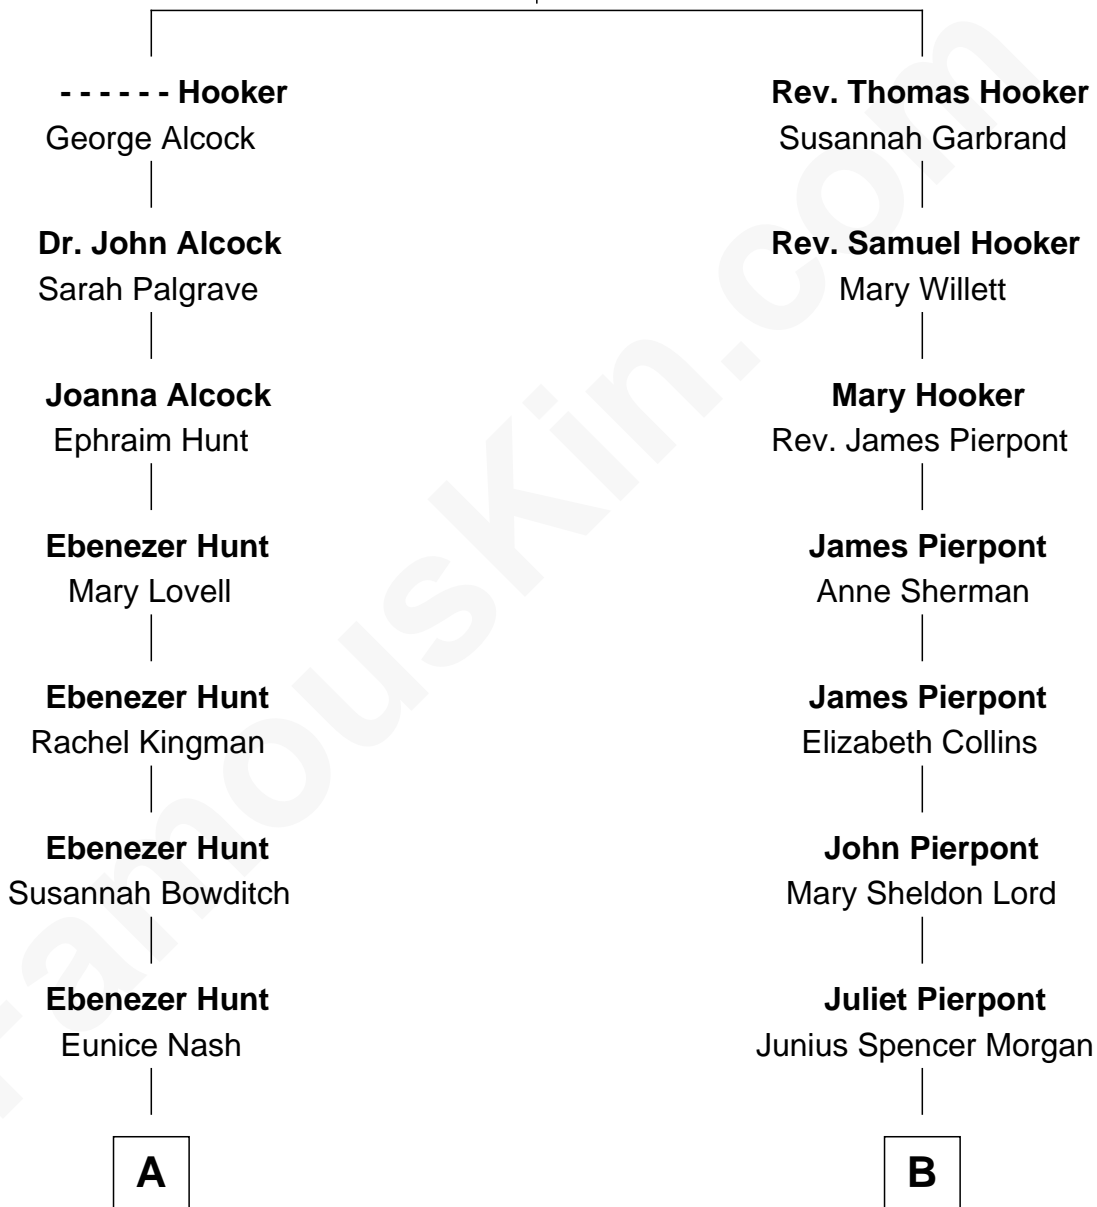 - - - - - - Hooker
George Alcock
Rev. Thomas Hooker
Susannah Garbrand
Dr. John Alcock
Sarah Palgrave
Rev. Samuel Hooker
Mary Willett
Joanna Alcock
Ephraim Hunt
Mary Hooker
Rev. James Pierpont
Ebenezer Hunt
Mary Lovell
James Pierpont
Anne Sherman
Ebenezer Hunt
Rachel Kingman
James Pierpont
Elizabeth Collins
Ebenezer Hunt
Susannah Bowditch
John Pierpont
Mary Sheldon Lord
Ebenezer Hunt
Eunice Nash
Juliet Pierpont
Junius Spencer Morgan
A
B
FamousKin.com